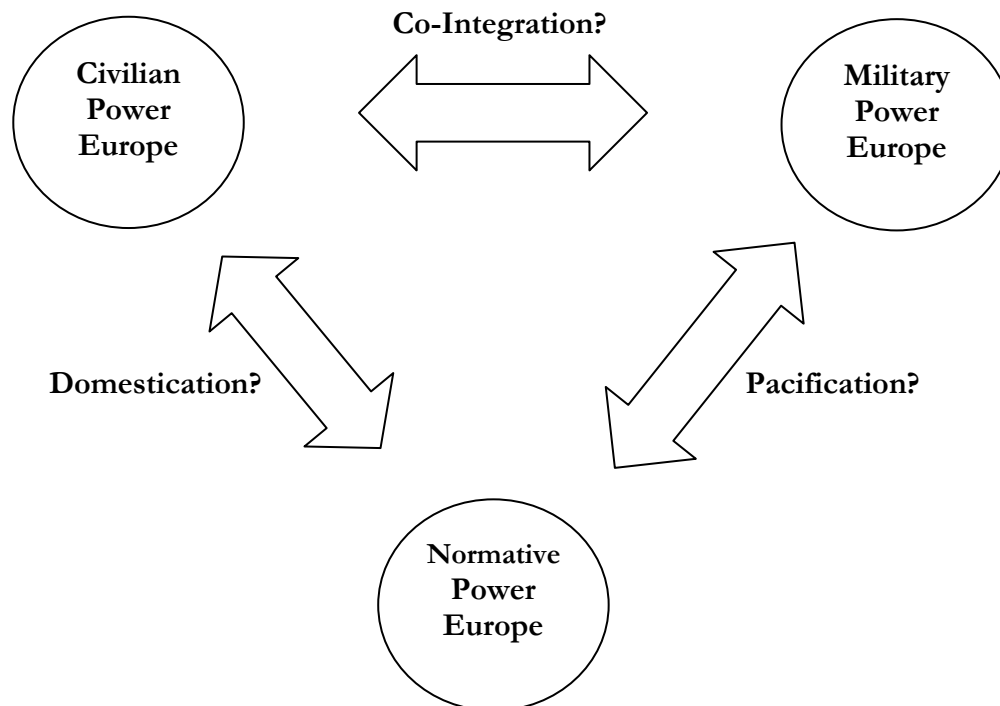 Co-Integration?
Civilian
Power
Europe
Military
Power
Europe
Domestication?
Pacification?
Normative
Power
Europe